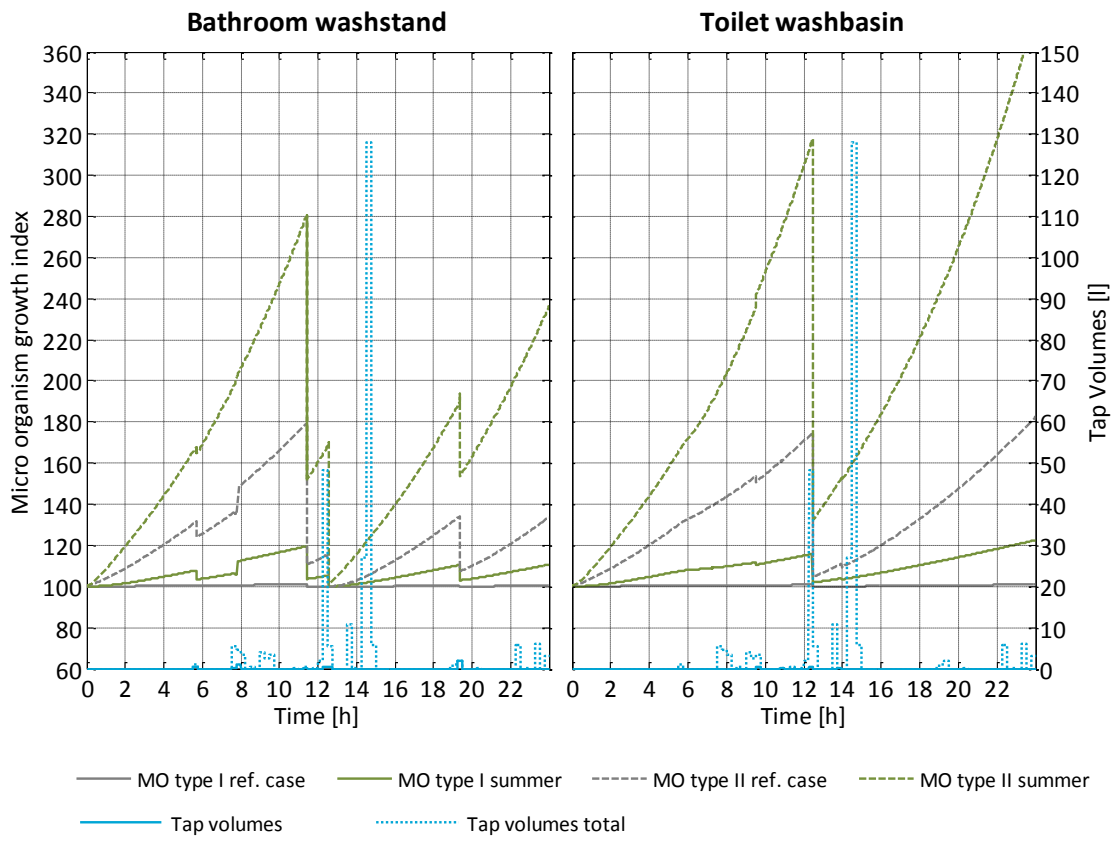 Bathroom washstand Toilet washbasin
360 150
340 140
320 130
300 120
280 110
260 100
240 90
220 80
200 70
180 60
160 50
140 40
120 30
100 20
80 10
60 0
Micro organism growth index
Tap Volumes [l]
0 2 4 6 8 10 12 14 16 18 20 22 0 2 4 6 8 10 12 14 16 18 20 22
Time [h] Time [h]
MO type I ref. case MO type I summer MO type II ref. case MO type II summer
Tap volumes Tap volumes total